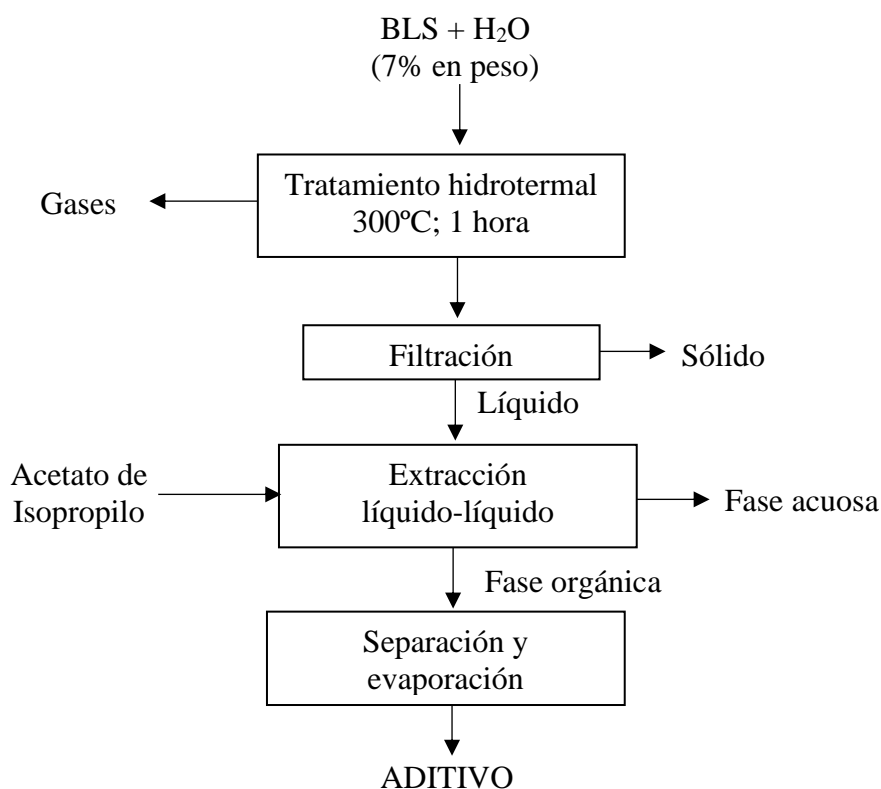 BLS + H₂O
(7% en peso)
Tratamiento hidrotermal
300ºC; 1 hora
Gases
Filtración
Sólido
Líquido
Acetato de
Isopropilo
Extracción
líquido-líquido
Fase acuosa
Fase orgánica
Separación y
evaporación
ADITIVO